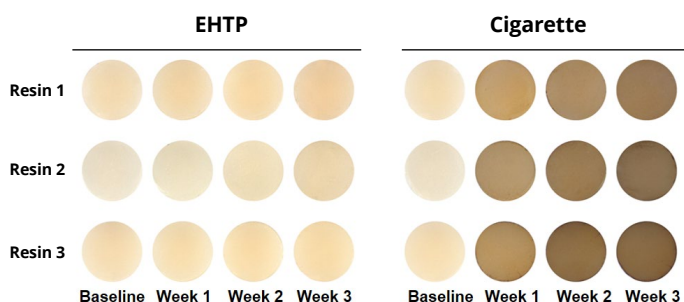 EHTP Cigarette
Resin 1
Resin 2
Resin 3
Baseline Week 1 Week 2 Week 3 Baseline Week 1 Week 2 Week 3